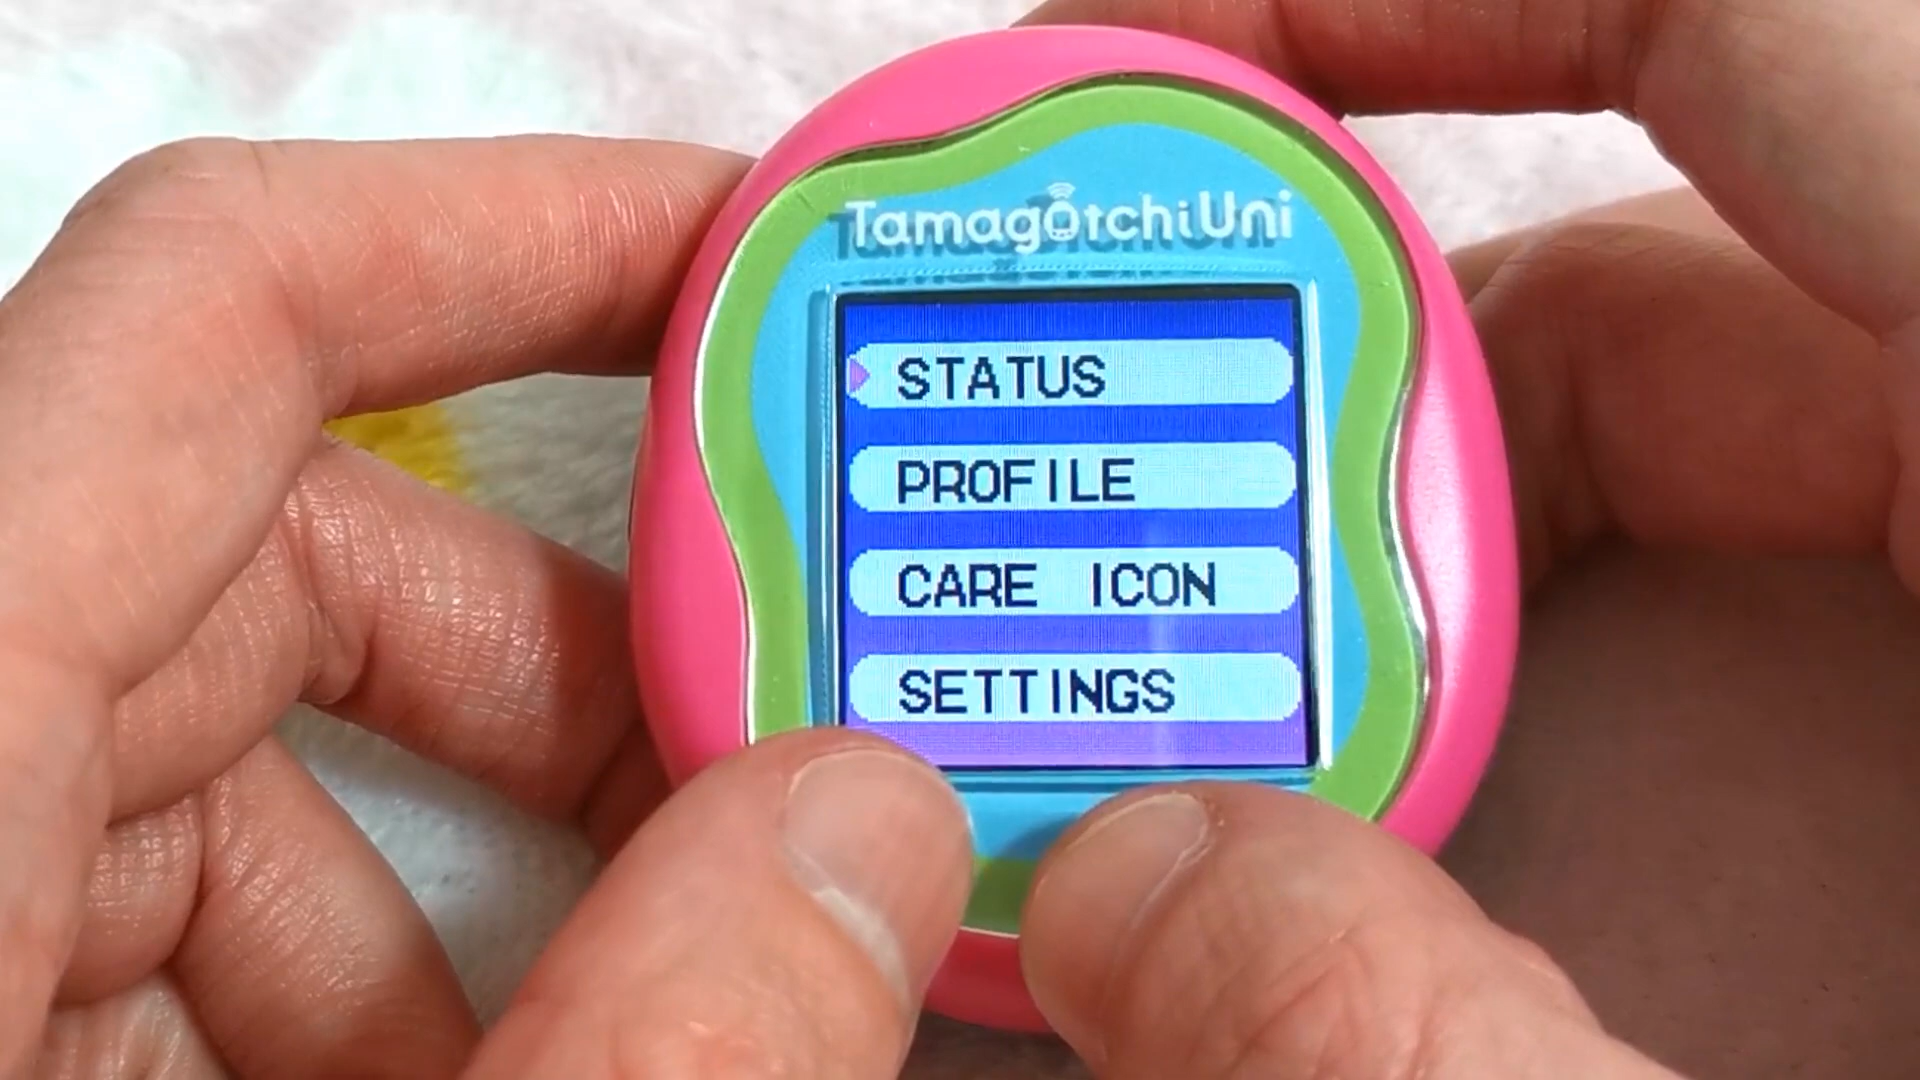 TamagotchiUni
STATUS
PROFILE
CARE ICON
SETTINGS